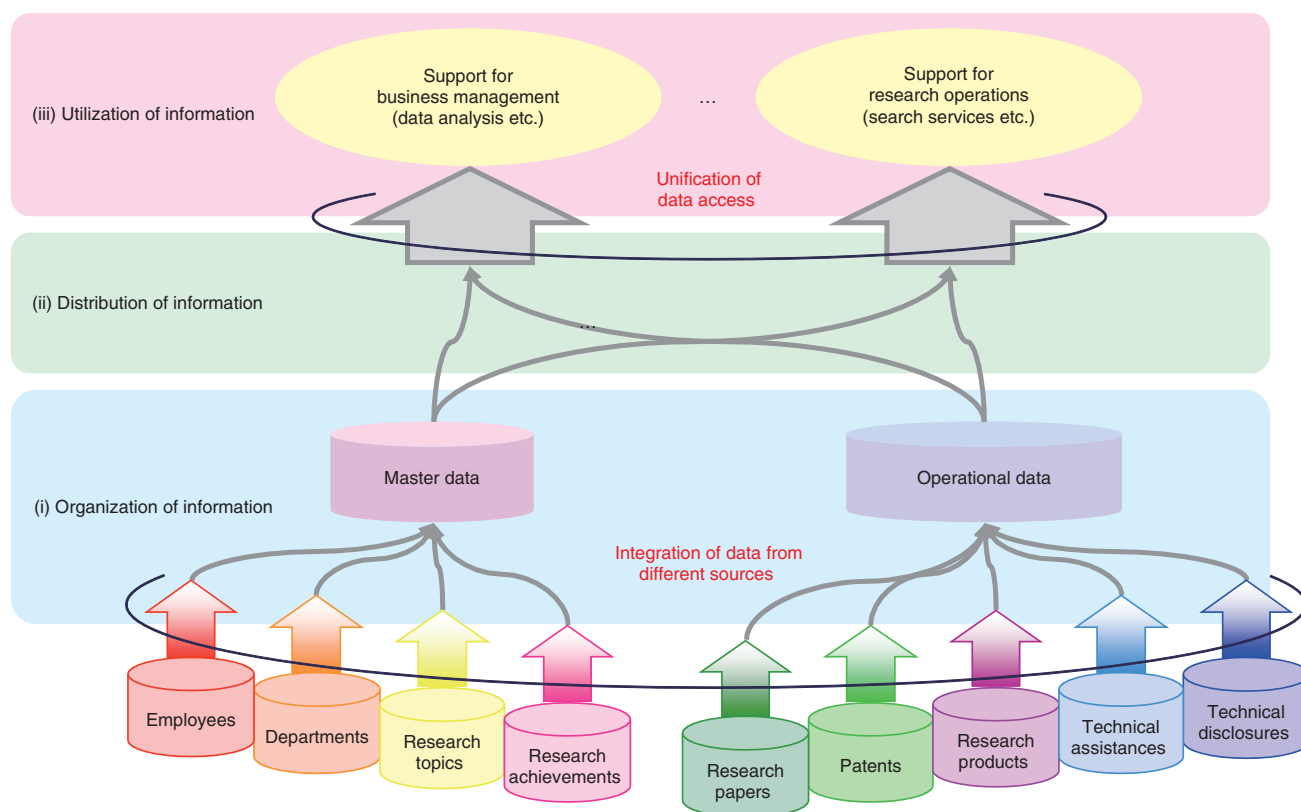 Support for
business management
(data analysis etc.)
...
Support for
research operations
(search services etc.)
(iii) Utilization of information
Unification of
data access
(ii) Distribution of information
...
Master data
Operational data
(i) Organization of information
Integration of data from
different sources
Employees
Departments
Research
topics
Research
achievements
Research
papers
Patents
Research
products
Technical
assistances
Technical
disclosures